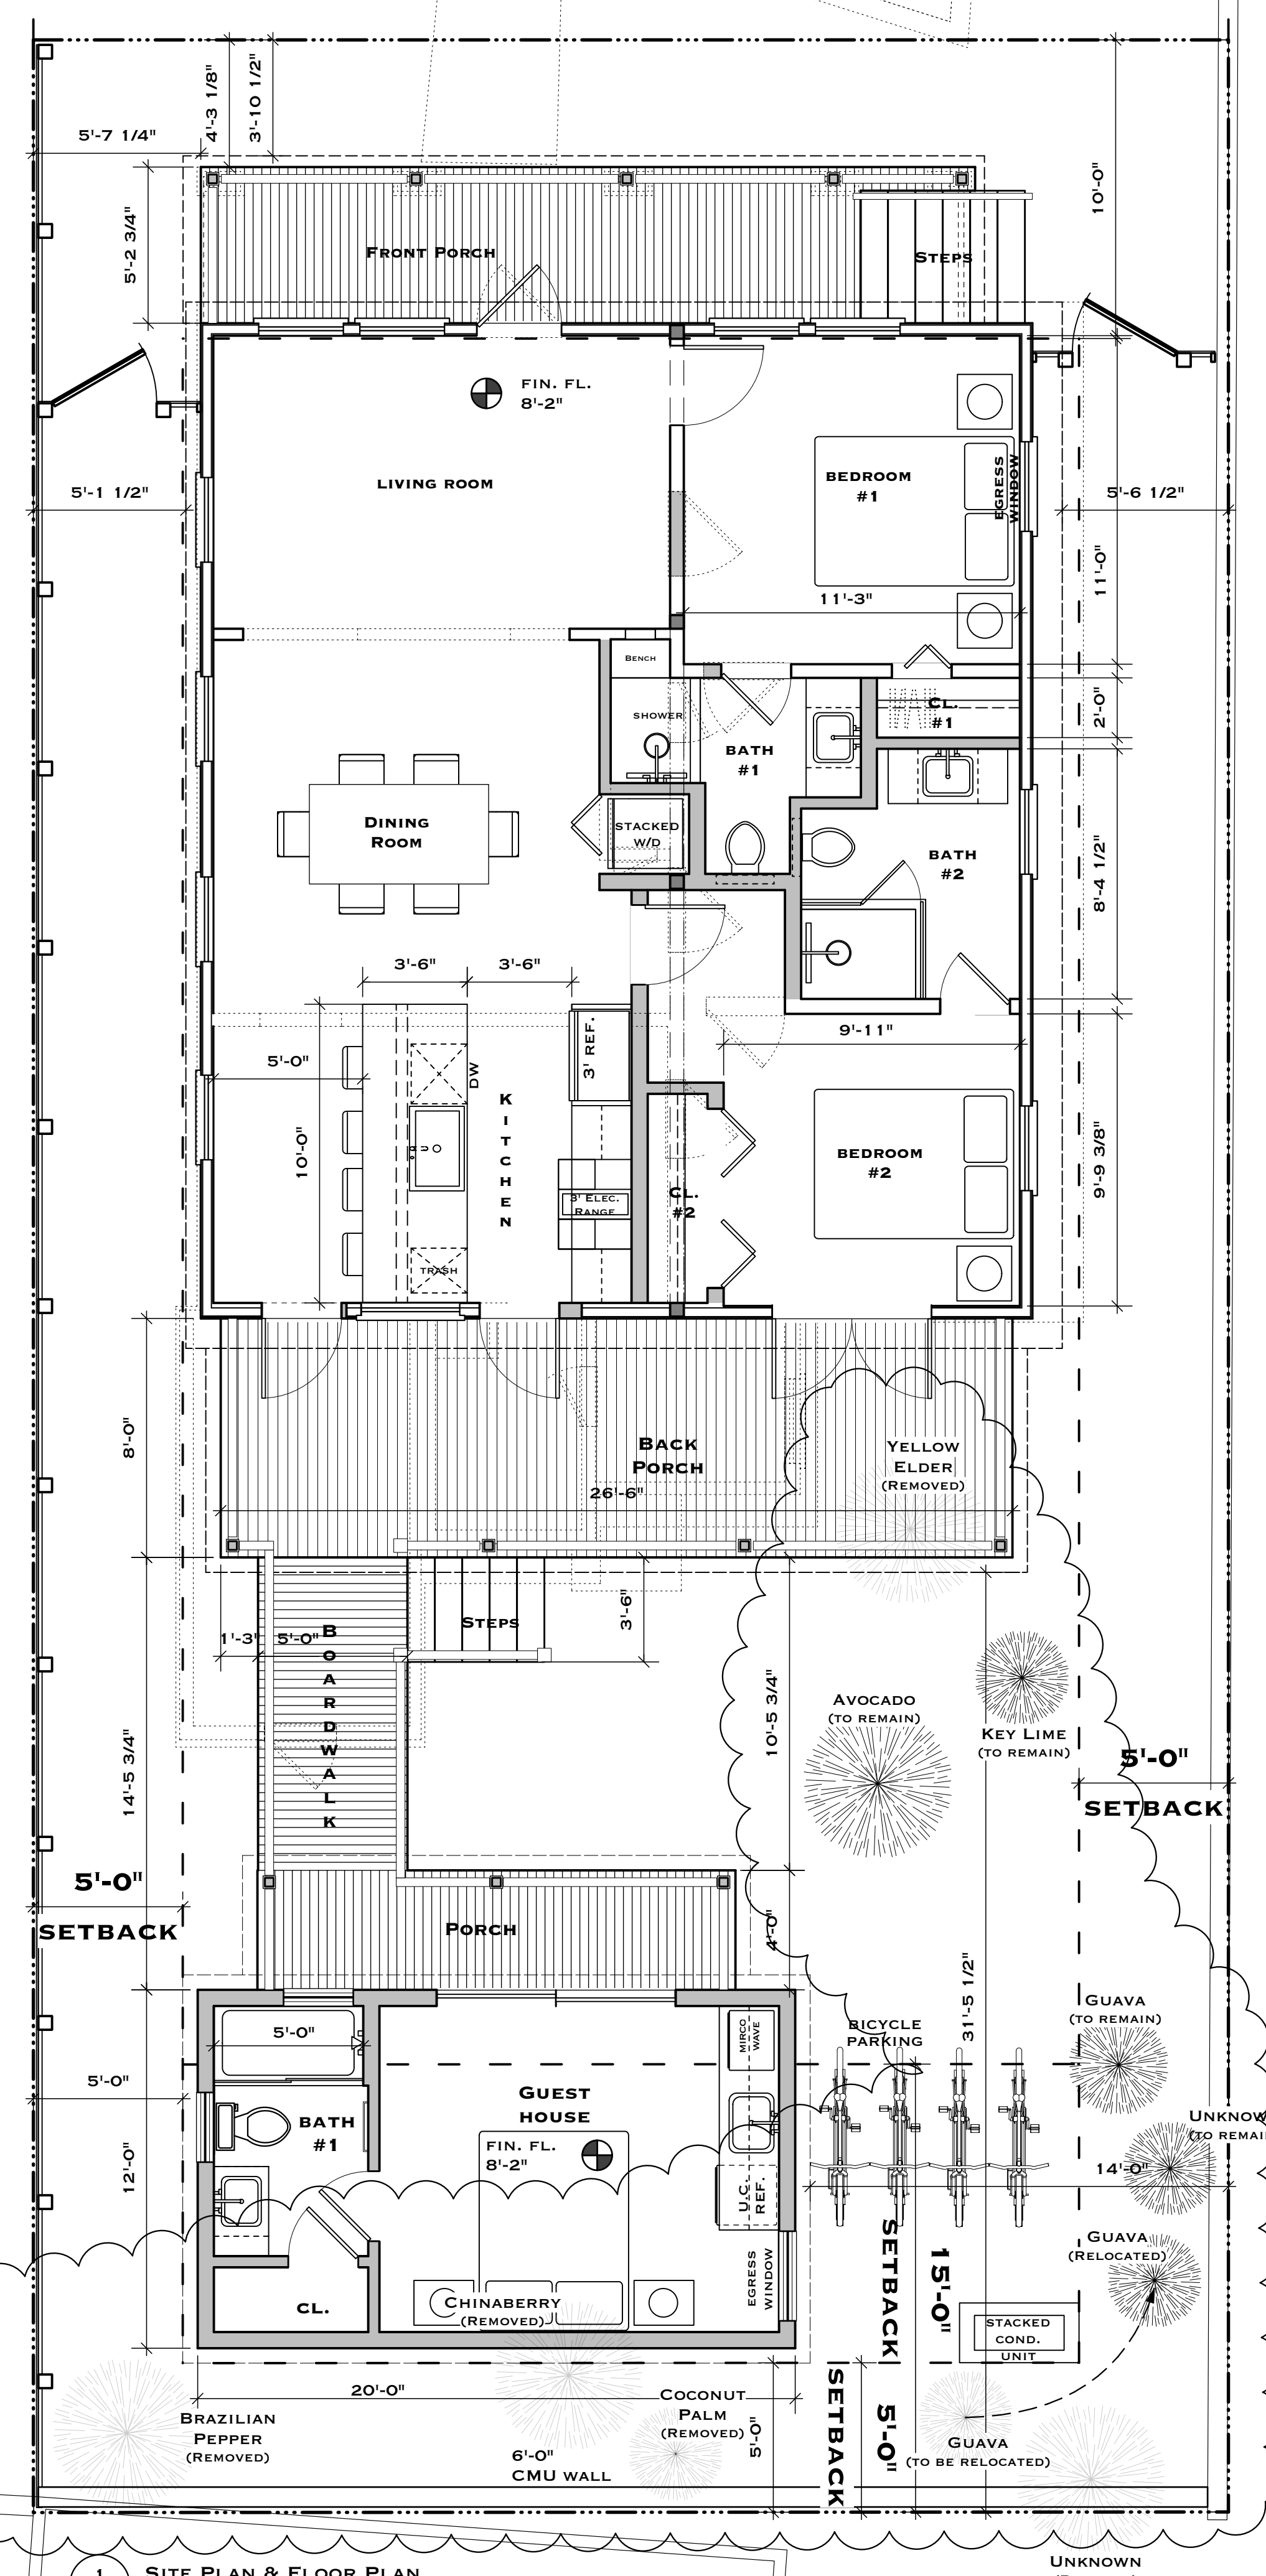 4'-3 1/8"
3'-10 1/2"
5'-7 1/4"
10'-0"
5'-2 3/4"
Front Porch
Steps
FIN. FL.
8'-2"
LIVING ROOM
BEDROOM
#1
EGRESS
WINDOW
5'-1 1/2"
5'-6 1/2"
11'-0"
11'-3"
Bench
SHOWER
BATH
#1
CL.
#1
2'-0"
Dining
Room
STACKED
W/D
BATH
#2
8'-4 1/2"
3'-6"
3'-6"
3' REF.
9'-11"
5'-0"
DW
KITCHEN
10'-0"
BEDROOM
#2
9'-9 3/8"
3' Elec.
Range
CL.
#2
TRASH
8'-0"
Back
Porch
26'-6"
Yellow
Elder
(Removed)
Steps
3'-6"
1'-3"
5'-0"
BOARDWALK
10'-5 3/4"
14'-5 3/4"
Avocado
(to remain)
Key Lime
(to remain)
5'-0"
SETBACK
5'-0"
SETBACK
Porch
4'-0"
31'-5 1/2"
BICYCLE
PARKING
Guava
(to remain)
5'-0"
MIRCO
WAVE
5'-0"
Guest
House
BATH
#1
FIN. FL.
8'-2"
12'-0"
U.C.
REF.
14'-0"
Guava
(Relocated)
EGRESS
WINDOW
SETBACK
15'-0"
CL.
Chinaberry
(Removed)
STACKED
COND.
UNIT
20'-0"
Brazilian
Pepper
(Removed)
Coconut
Palm
(Removed)
5'-0"
SETBACK
5'-0"
Guava
(to be relocated)
6'-0"
CMU WALL
Unknown
1
Site Plan & Floor Plan